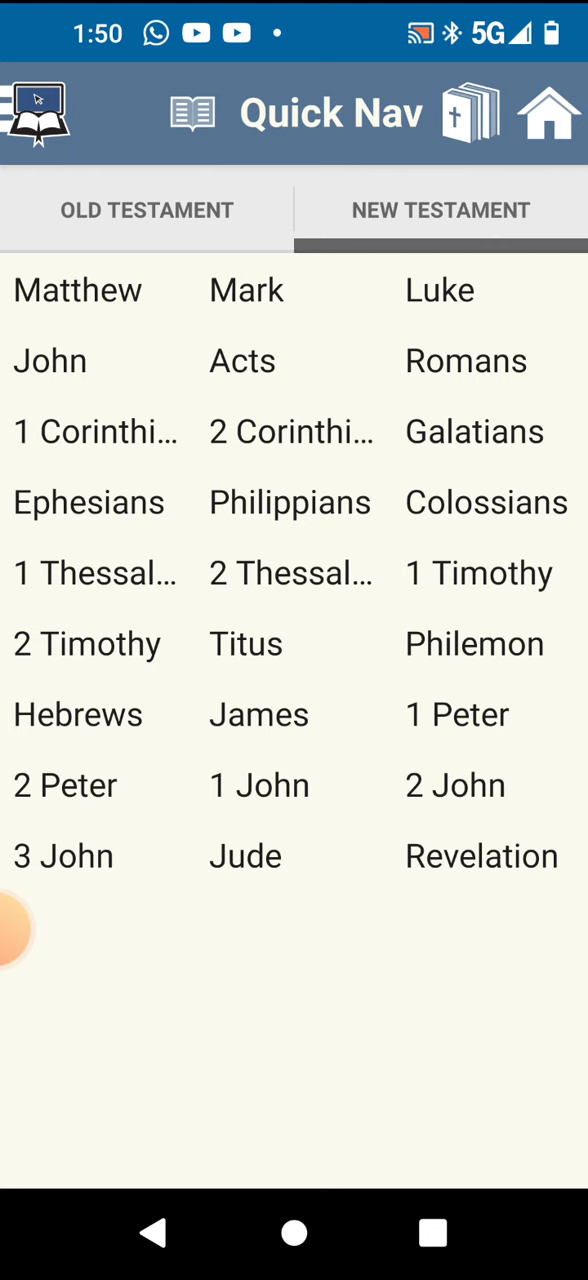 1:50 5G
Quick Nav
OLD TESTAMENT NEW TESTAMENT
Matthew Mark Luke
John Acts Romans
1 Corinthi... 2 Corinthi... Galatians
Ephesians Philippians Colossians
1 Thessal... 2 Thessal... 1 Timothy
2 Timothy Titus Philemon
Hebrews James 1 Peter
2 Peter 1 John 2 John
3 John Jude Revelation